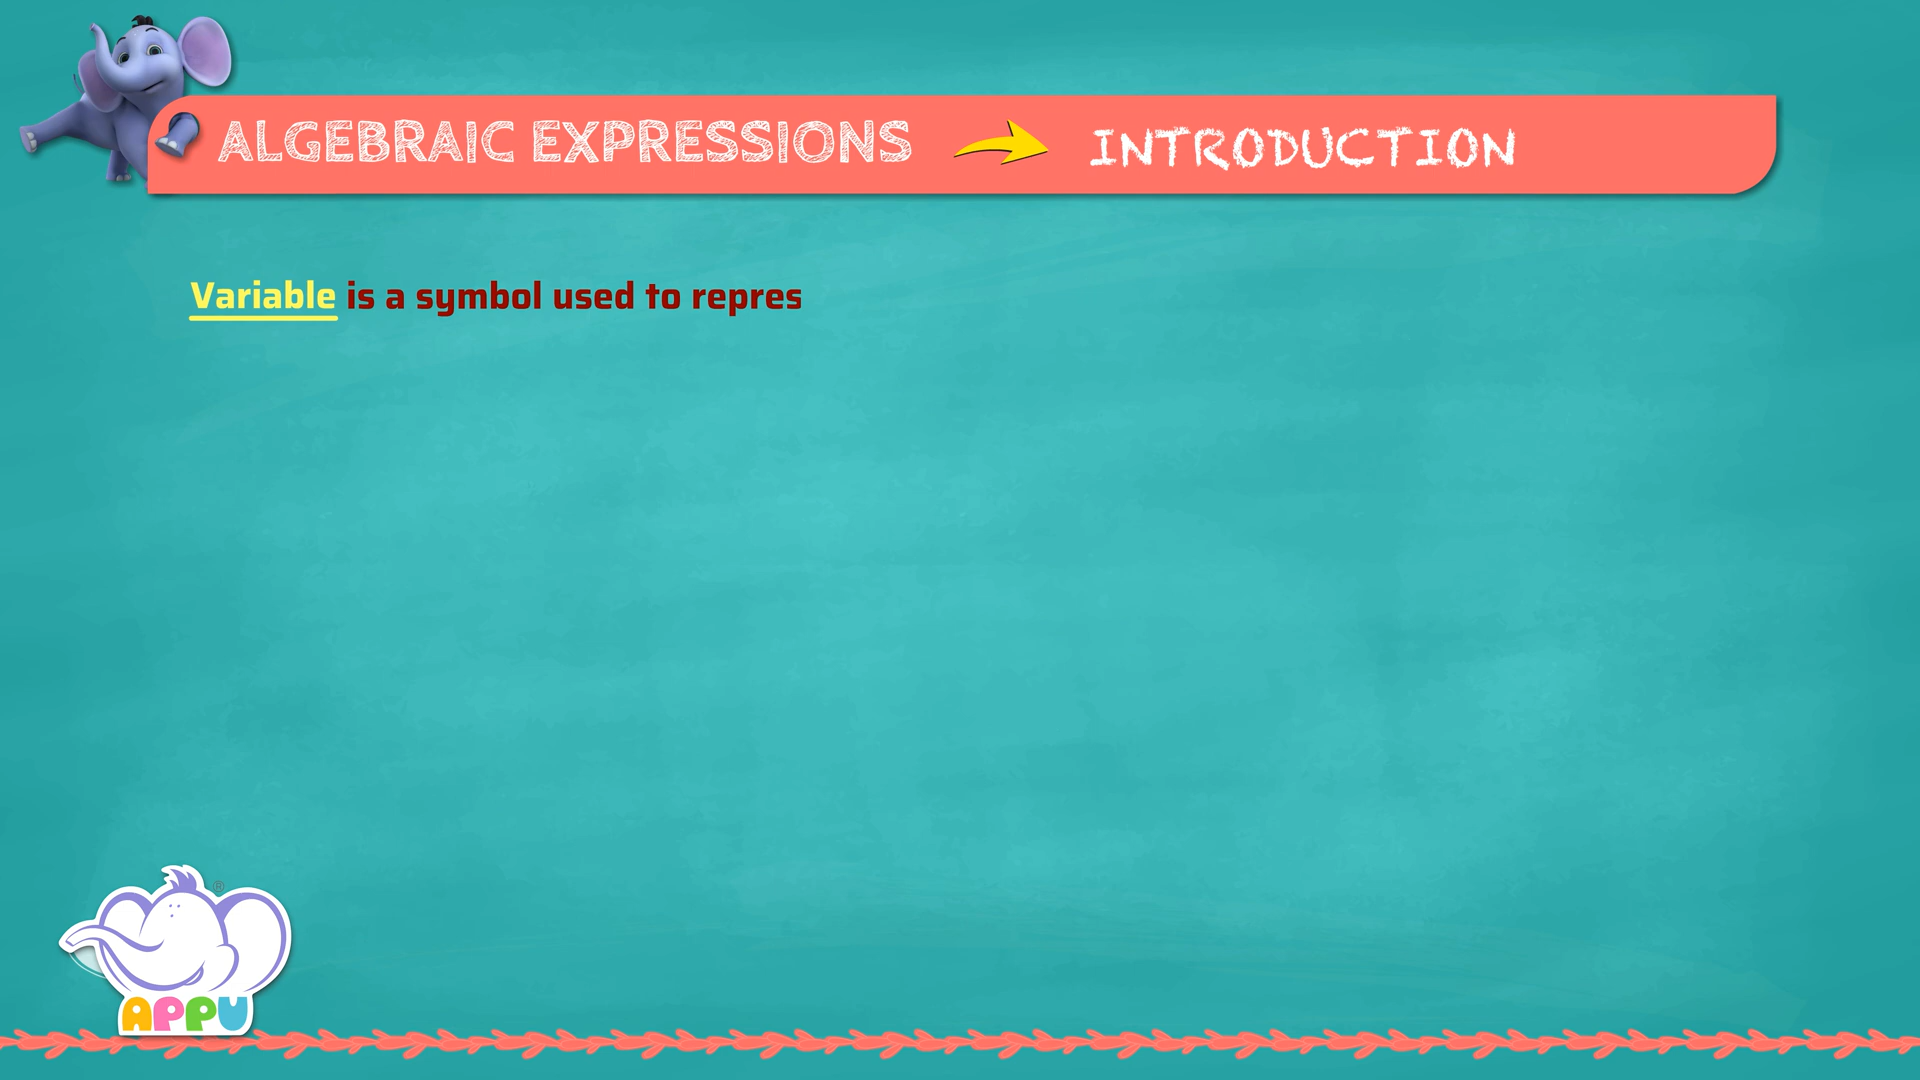 ALGEBRAIC EXPRESSIONS INTRODUCTION
Variable is a symbol used to repres
®
APPU